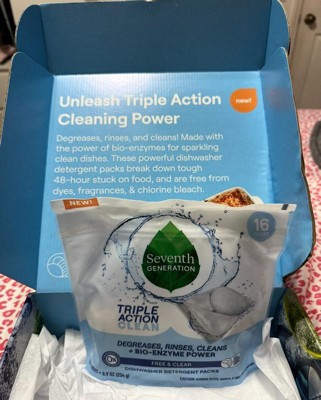 Unleash Triple Action
Cleaning Power
new!
Degreases, rinses, and cleans! Made with
the power of bio-enzymes for sparkling
clean dishes. These powerful dishwasher
detergent packs break down tough
48-hour stuck on food, and are free from
dyes, fragrances, & chlorine bleach.
NEW!
16
Seventh
GENERATION
TRIPLE
ACTION
CLEAN
DEGREASES, RINSES, CLEANS
+ BIO-ENZYME POWER
0%
FREE & CLEAR
DISHWASHER DETERGENT PACKS